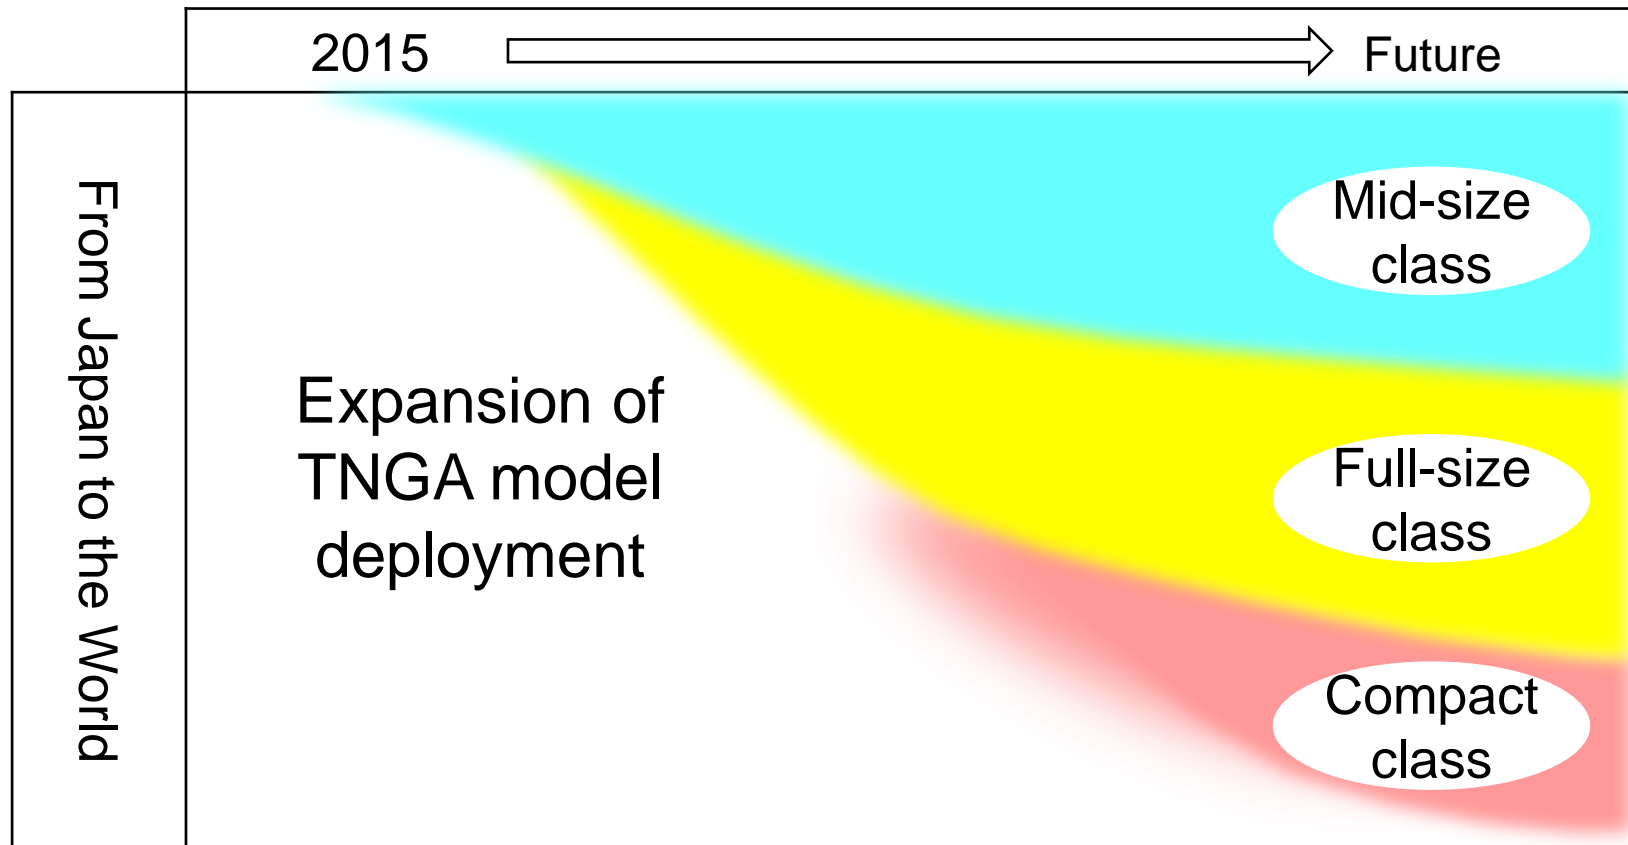 2015
Future
From Japan to the World
Expansion of
TNGA model
deployment
Mid-size
class
Full-size
class
Compact
class